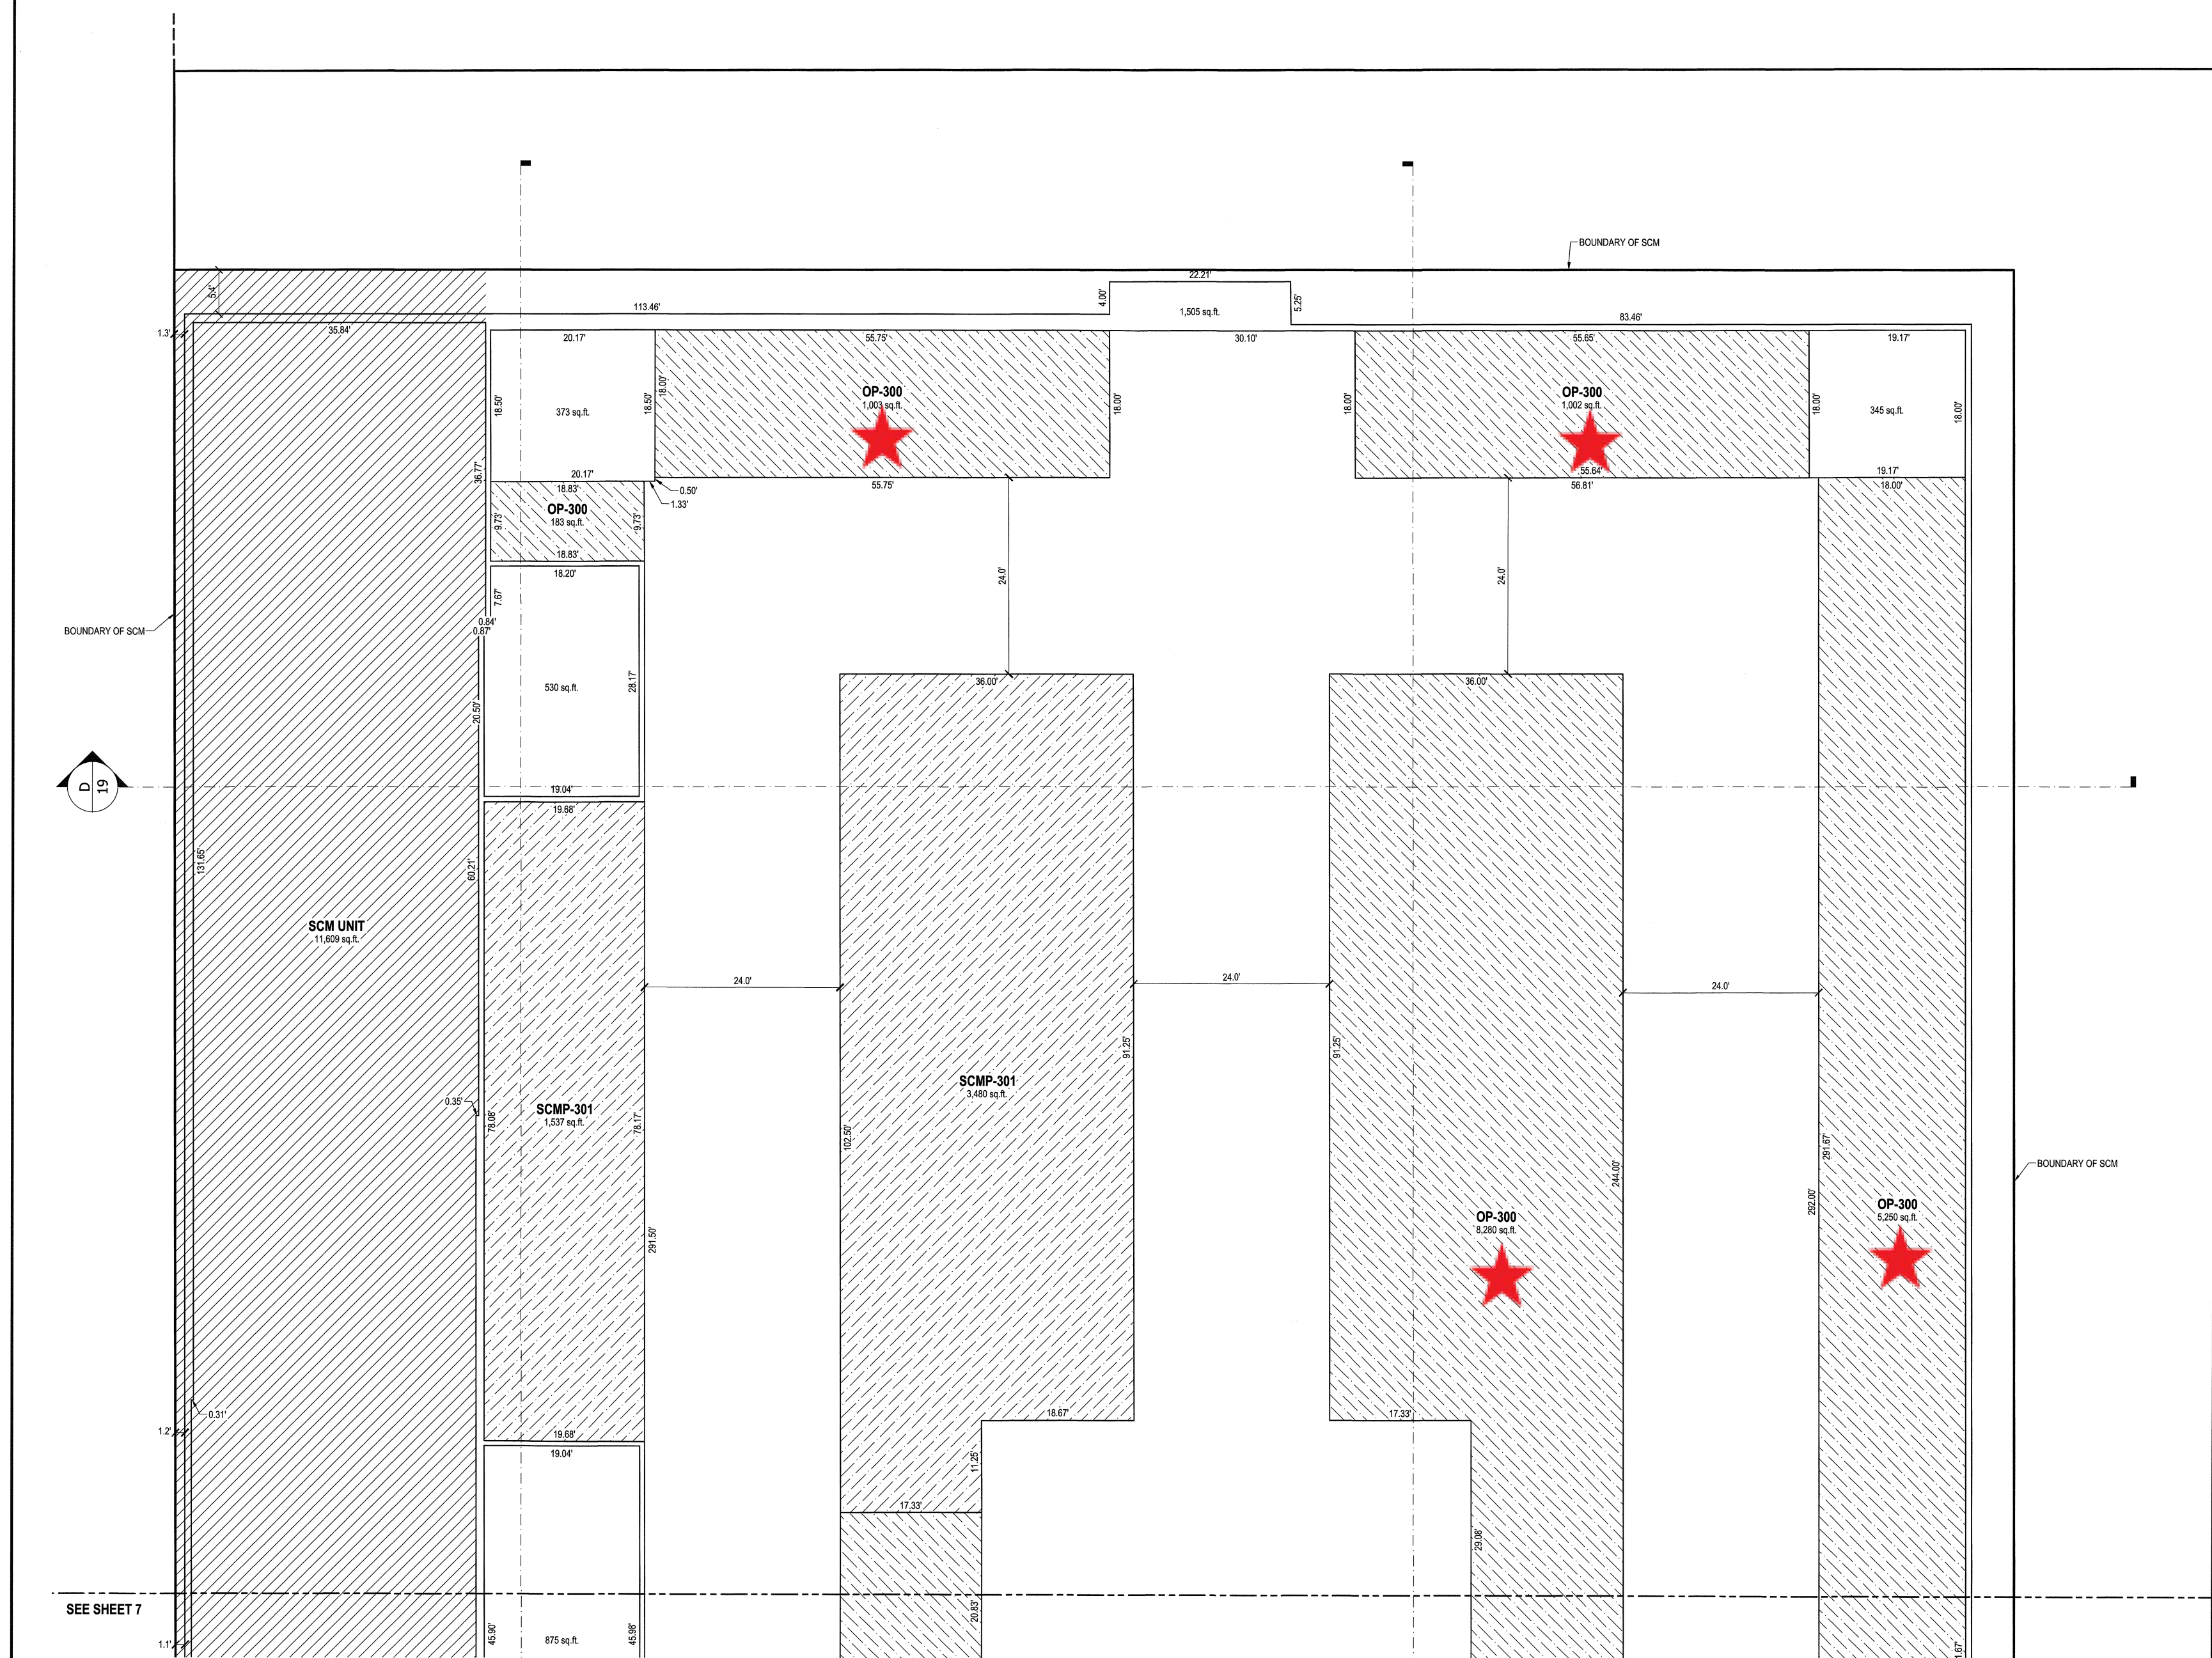 BOUNDARY OF SCM
22.21'
5.4'
113.46'
4.00'
1,505 sq.ft.
5.25'
83.46'
1.3'
35.84'
20.17'
55.75'
30.10'
55.65'
19.17'
18.50'
373 sq.ft.
18.50'
18.00'
OP-300
1,003 sq.ft.
18.00'
18.00'
OP-300
1,002 sq.ft.
18.00'
345 sq.ft.
18.00'
36.77'
20.17'
55.75'
55.64'
56.81'
19.17'
18.00'
18.83'
0.50'
1.33'
OP-300
183 sq.ft.
9.73'
9.73'
18.83'
18.20'
7.67'
24.0'
24.0'
0.84'
0.87'
BOUNDARY OF SCM
530 sq.ft.
28.17'
20.50'
36.00'
36.00'
D
19
19.04'
19.68'
131.65'
60.21'
SCM UNIT
11,609 sq.ft.
24.0'
24.0'
24.0'
91.25'
91.25'
SCMP-301
3,480 sq.ft.
0.35'
SCMP-301
1,537 sq.ft.
78.08'
78.17'
102.50'
244.00'
291.67'
BOUNDARY OF SCM
292.00'
OP-300
8,280 sq.ft.
OP-300
5,250 sq.ft.
291.50'
0.31'
18.67'
17.33'
1.2'
19.68'
19.04'
11.25'
17.33'
29.08'
SEE SHEET 7
20.83'
1.1'
45.90'
875 sq.ft.
45.98'